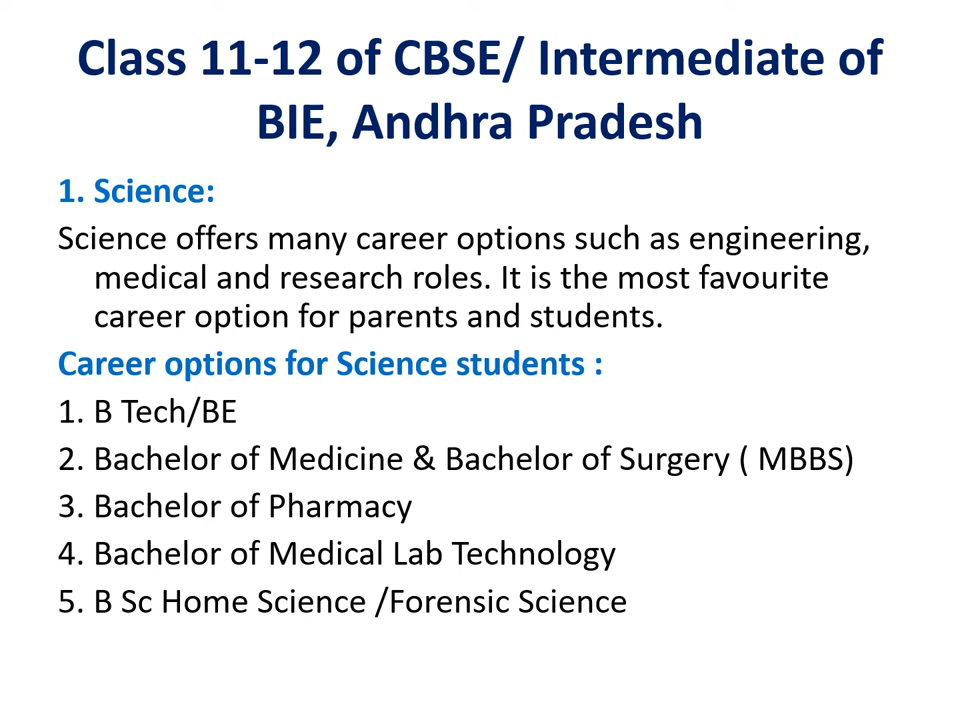 Class 11-12 of CBSE/ Intermediate of
BIE, Andhra Pradesh
1. Science:
Science offers many career options such as engineering,
medical and research roles. It is the most favourite
career option for parents and students.
Career options for Science students :
1. B Tech/BE
2. Bachelor of Medicine & Bachelor of Surgery ( MBBS)
3. Bachelor of Pharmacy
4. Bachelor of Medical Lab Technology
5. B Sc Home Science /Forensic Science